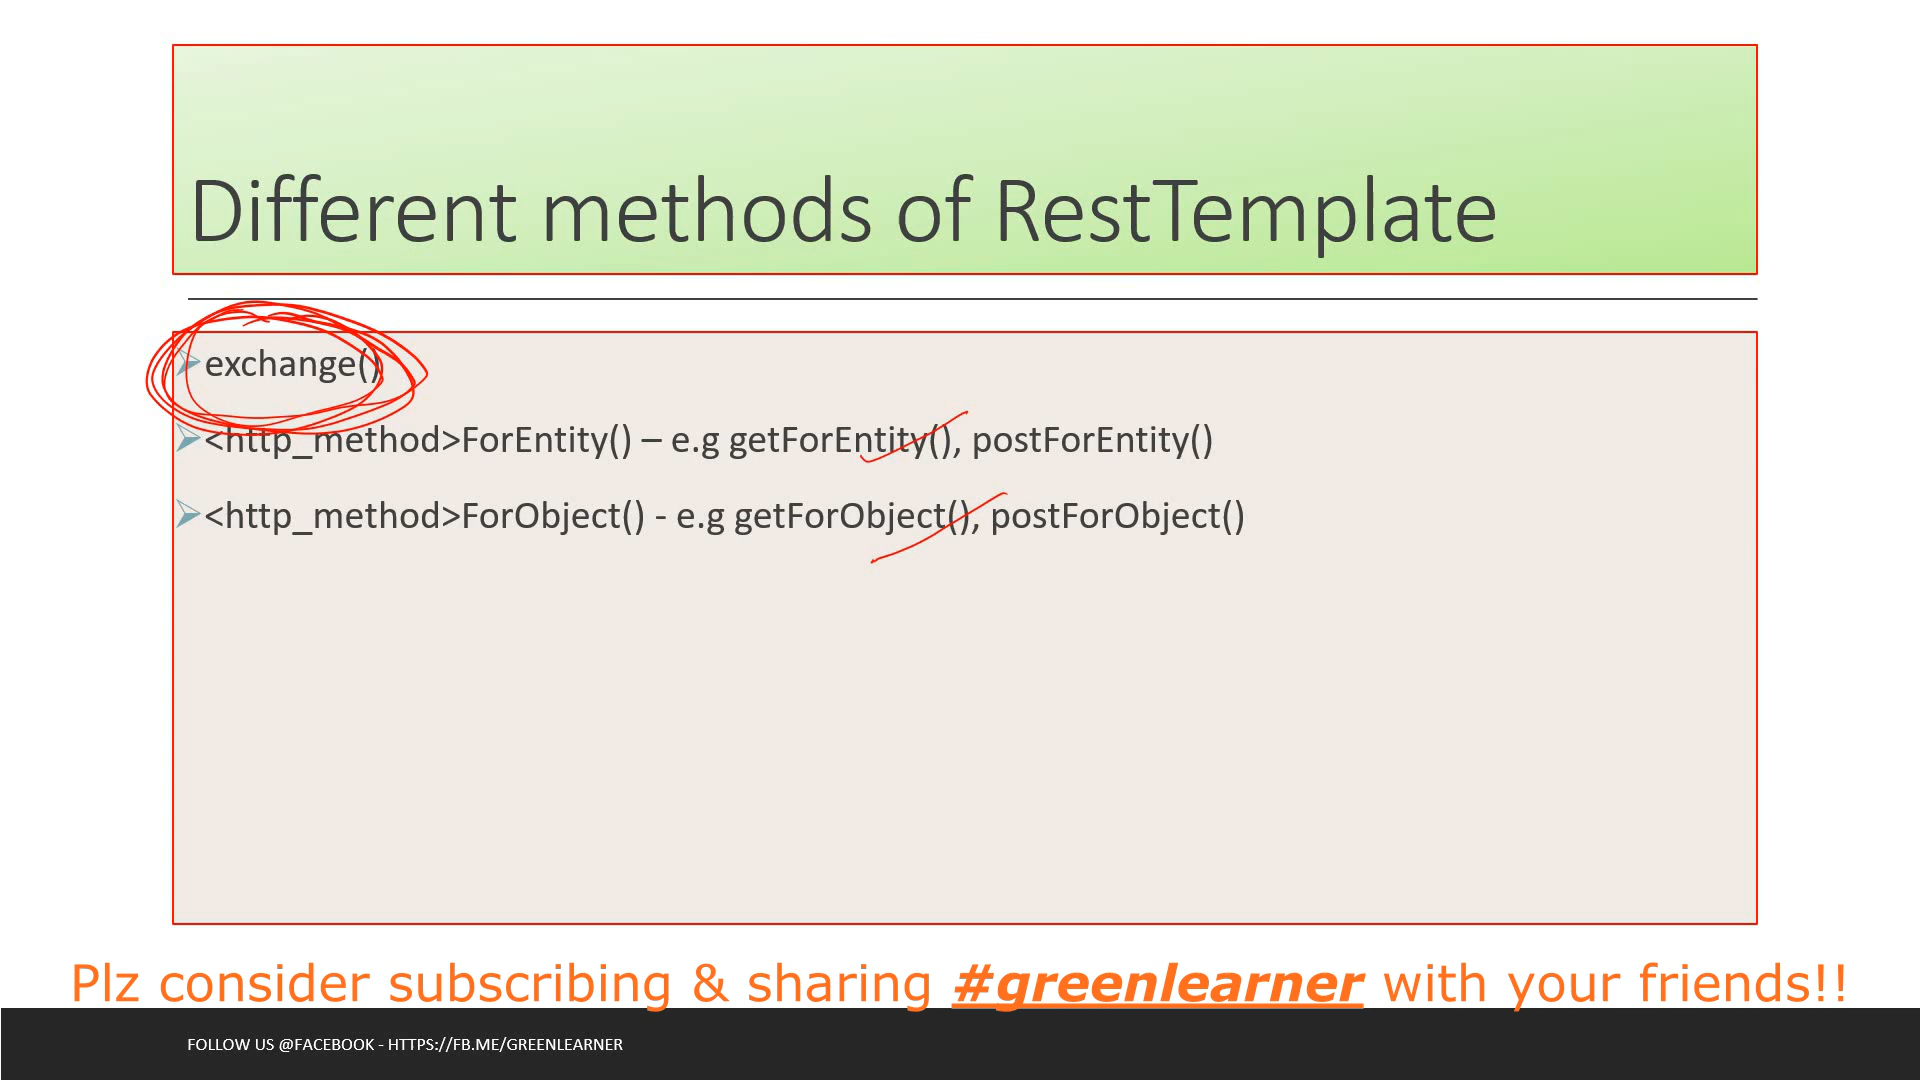 Different methods of RestTemplate
exchange()
<http_method>ForEntity() – e.g getForEntity(), postForEntity()
<http_method>ForObject() - e.g getForObject(), postForObject()
Plz consider subscribing & sharing #greenlearner with your friends!!
FOLLOW US @FACEBOOK - HTTPS://FB.ME/GREENLEARNER